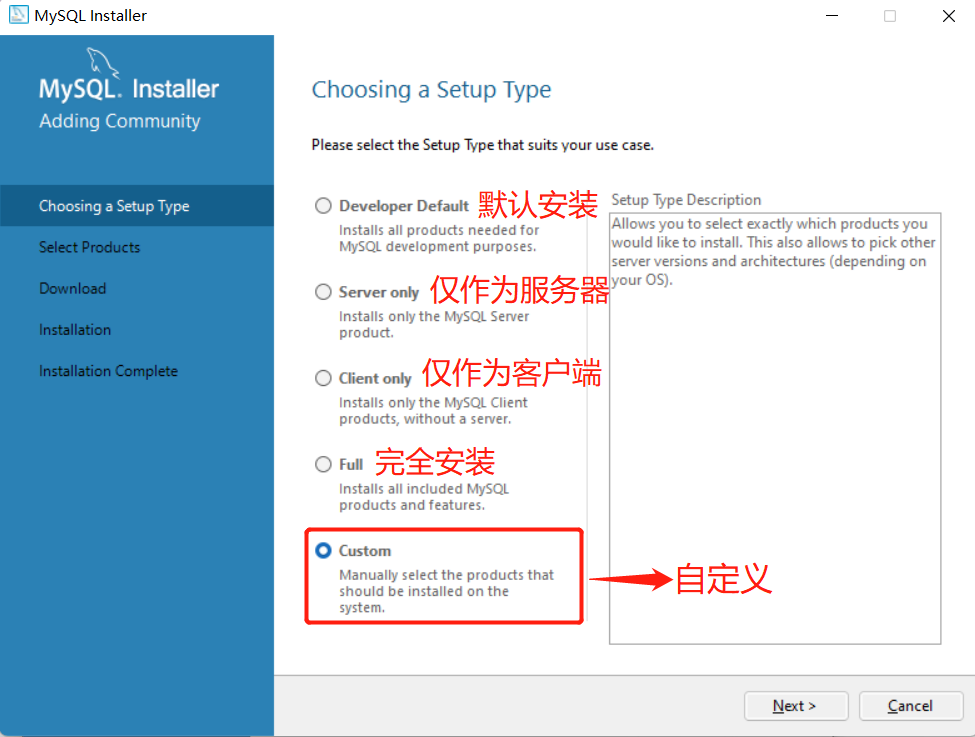 MySQL Installer
MySQL. Installer
Adding Community
Choosing a Setup Type
Select Products
Download
Installation
Installation Complete
Choosing a Setup Type
Please select the Setup Type that suits your use case.
Developer Default 默认安装
Installs all products needed for
MySQL development purposes.
Server only 仅作为服务器
Installs only the MySQL Server
product.
Client only 仅作为客户端
Installs only the MySQL Client
products, without a server.
Full 完全安装
Installs all included MySQL
products and features.
Custom
Manually select the products that
should be installed on the
system.
自定义
Setup Type Description
Allows you to select exactly which products you
would like to install. This also allows to pick other
server versions and architectures (depending on
your OS).
Next >
Cancel